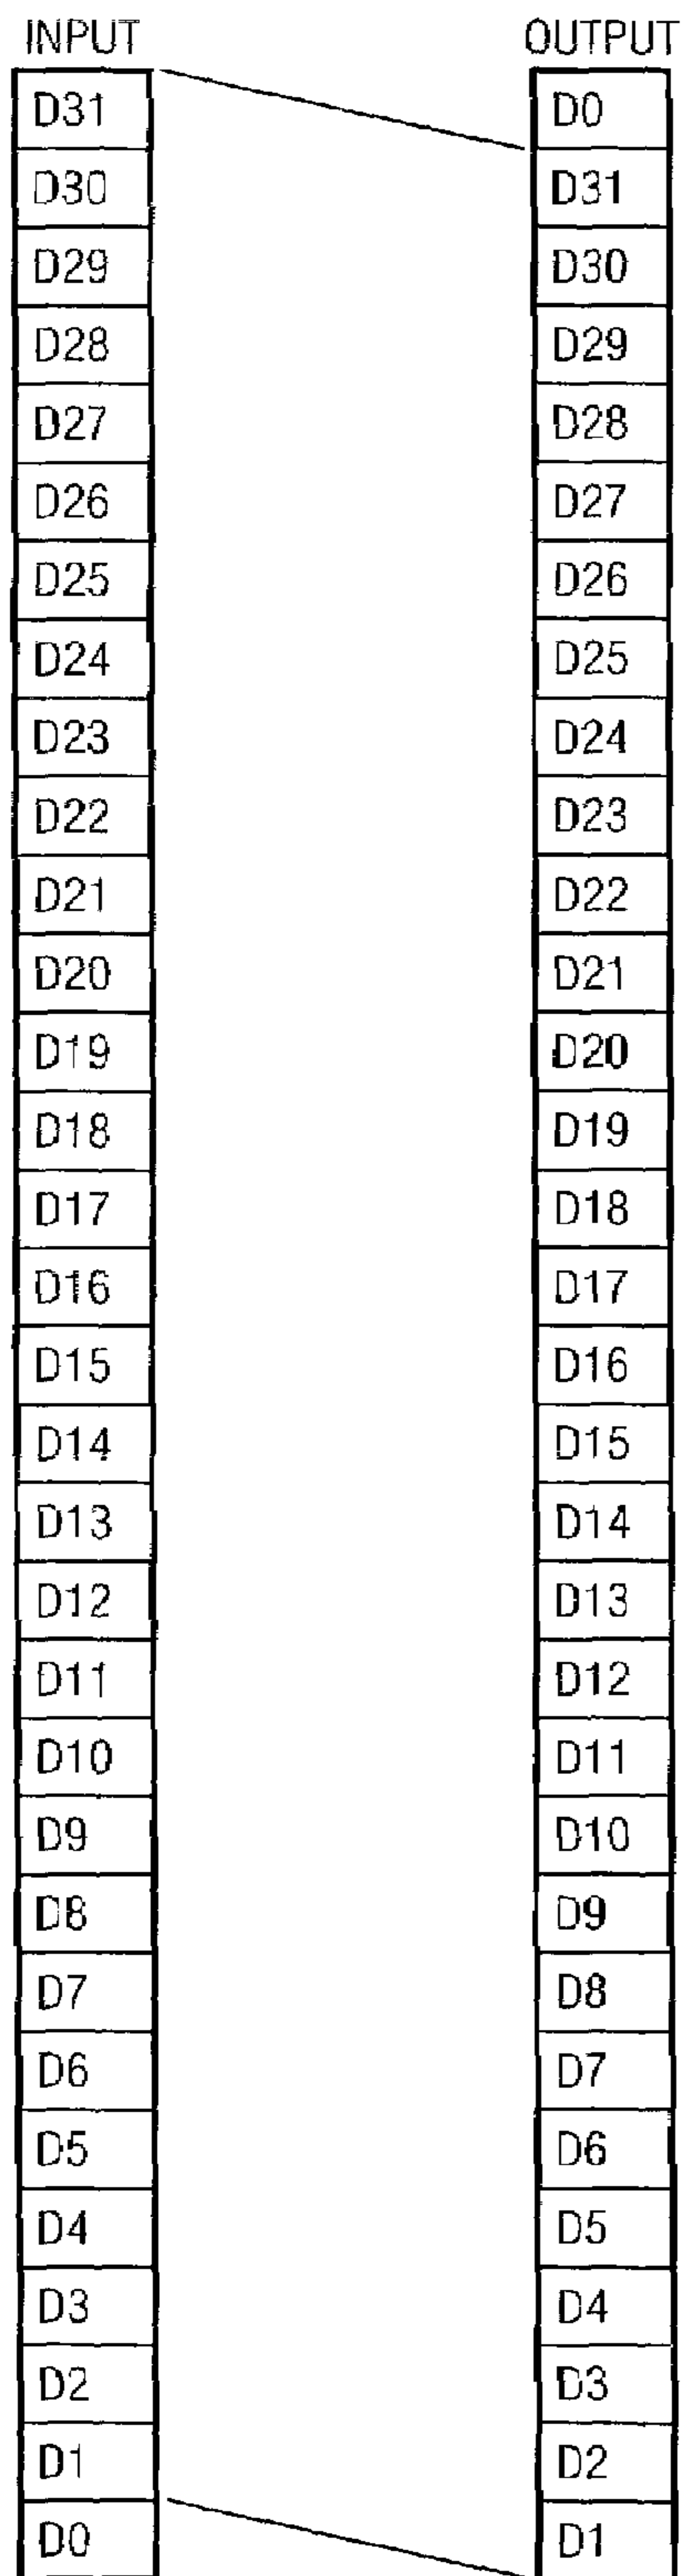 INPUT OUTPUT
D31 D0
D30 D31
D29 D30
D28 D29
D27 D28
D26 D27
D25 D26
D24 D25
D23 D24
D22 D23
D21 D22
D20 D21
D19 D20
D18 D19
D17 D18
D16 D17
D15 D16
D14 D15
D13 D14
D12 D13
D11 D12
D10 D11
D9 D10
D8 D9
D7 D8
D6 D7
D5 D6
D4 D5
D3 D4
D2 D3
D1 D2
D0 D1